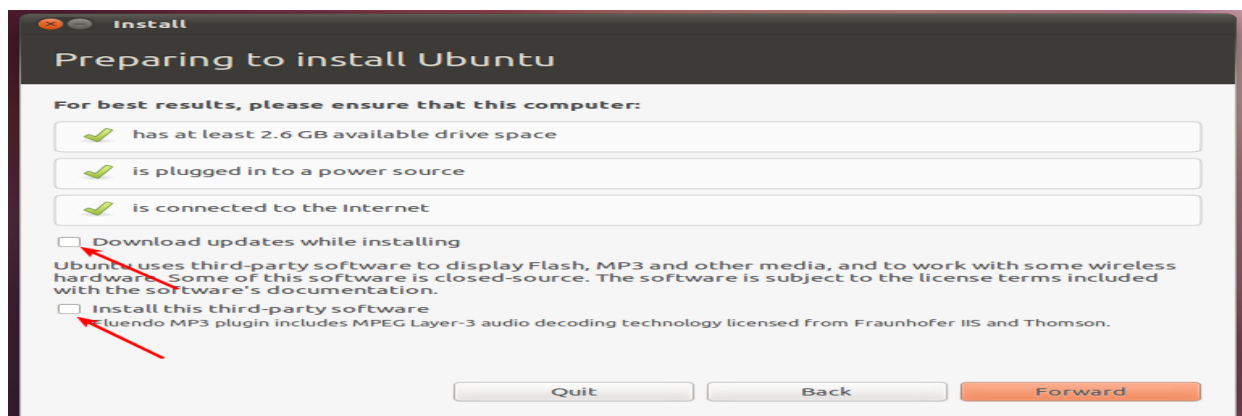 Install
Preparing to install Ubuntu
For best results, please ensure that this computer:
has at least 2.6 GB available drive space
is plugged in to a power source
is connected to the Internet
Download updates while installing
Ubuntu uses third-party software to display Flash, MP3 and other media, and to work with some wireless
hardware. Some of this software is closed-source. The software is subject to the license terms included
with the software's documentation.
Install this third-party software
Fluendo MP3 plugin includes MPEG Layer-3 audio decoding technology licensed from Fraunhofer IIS and Thomson.
Quit Back Forward